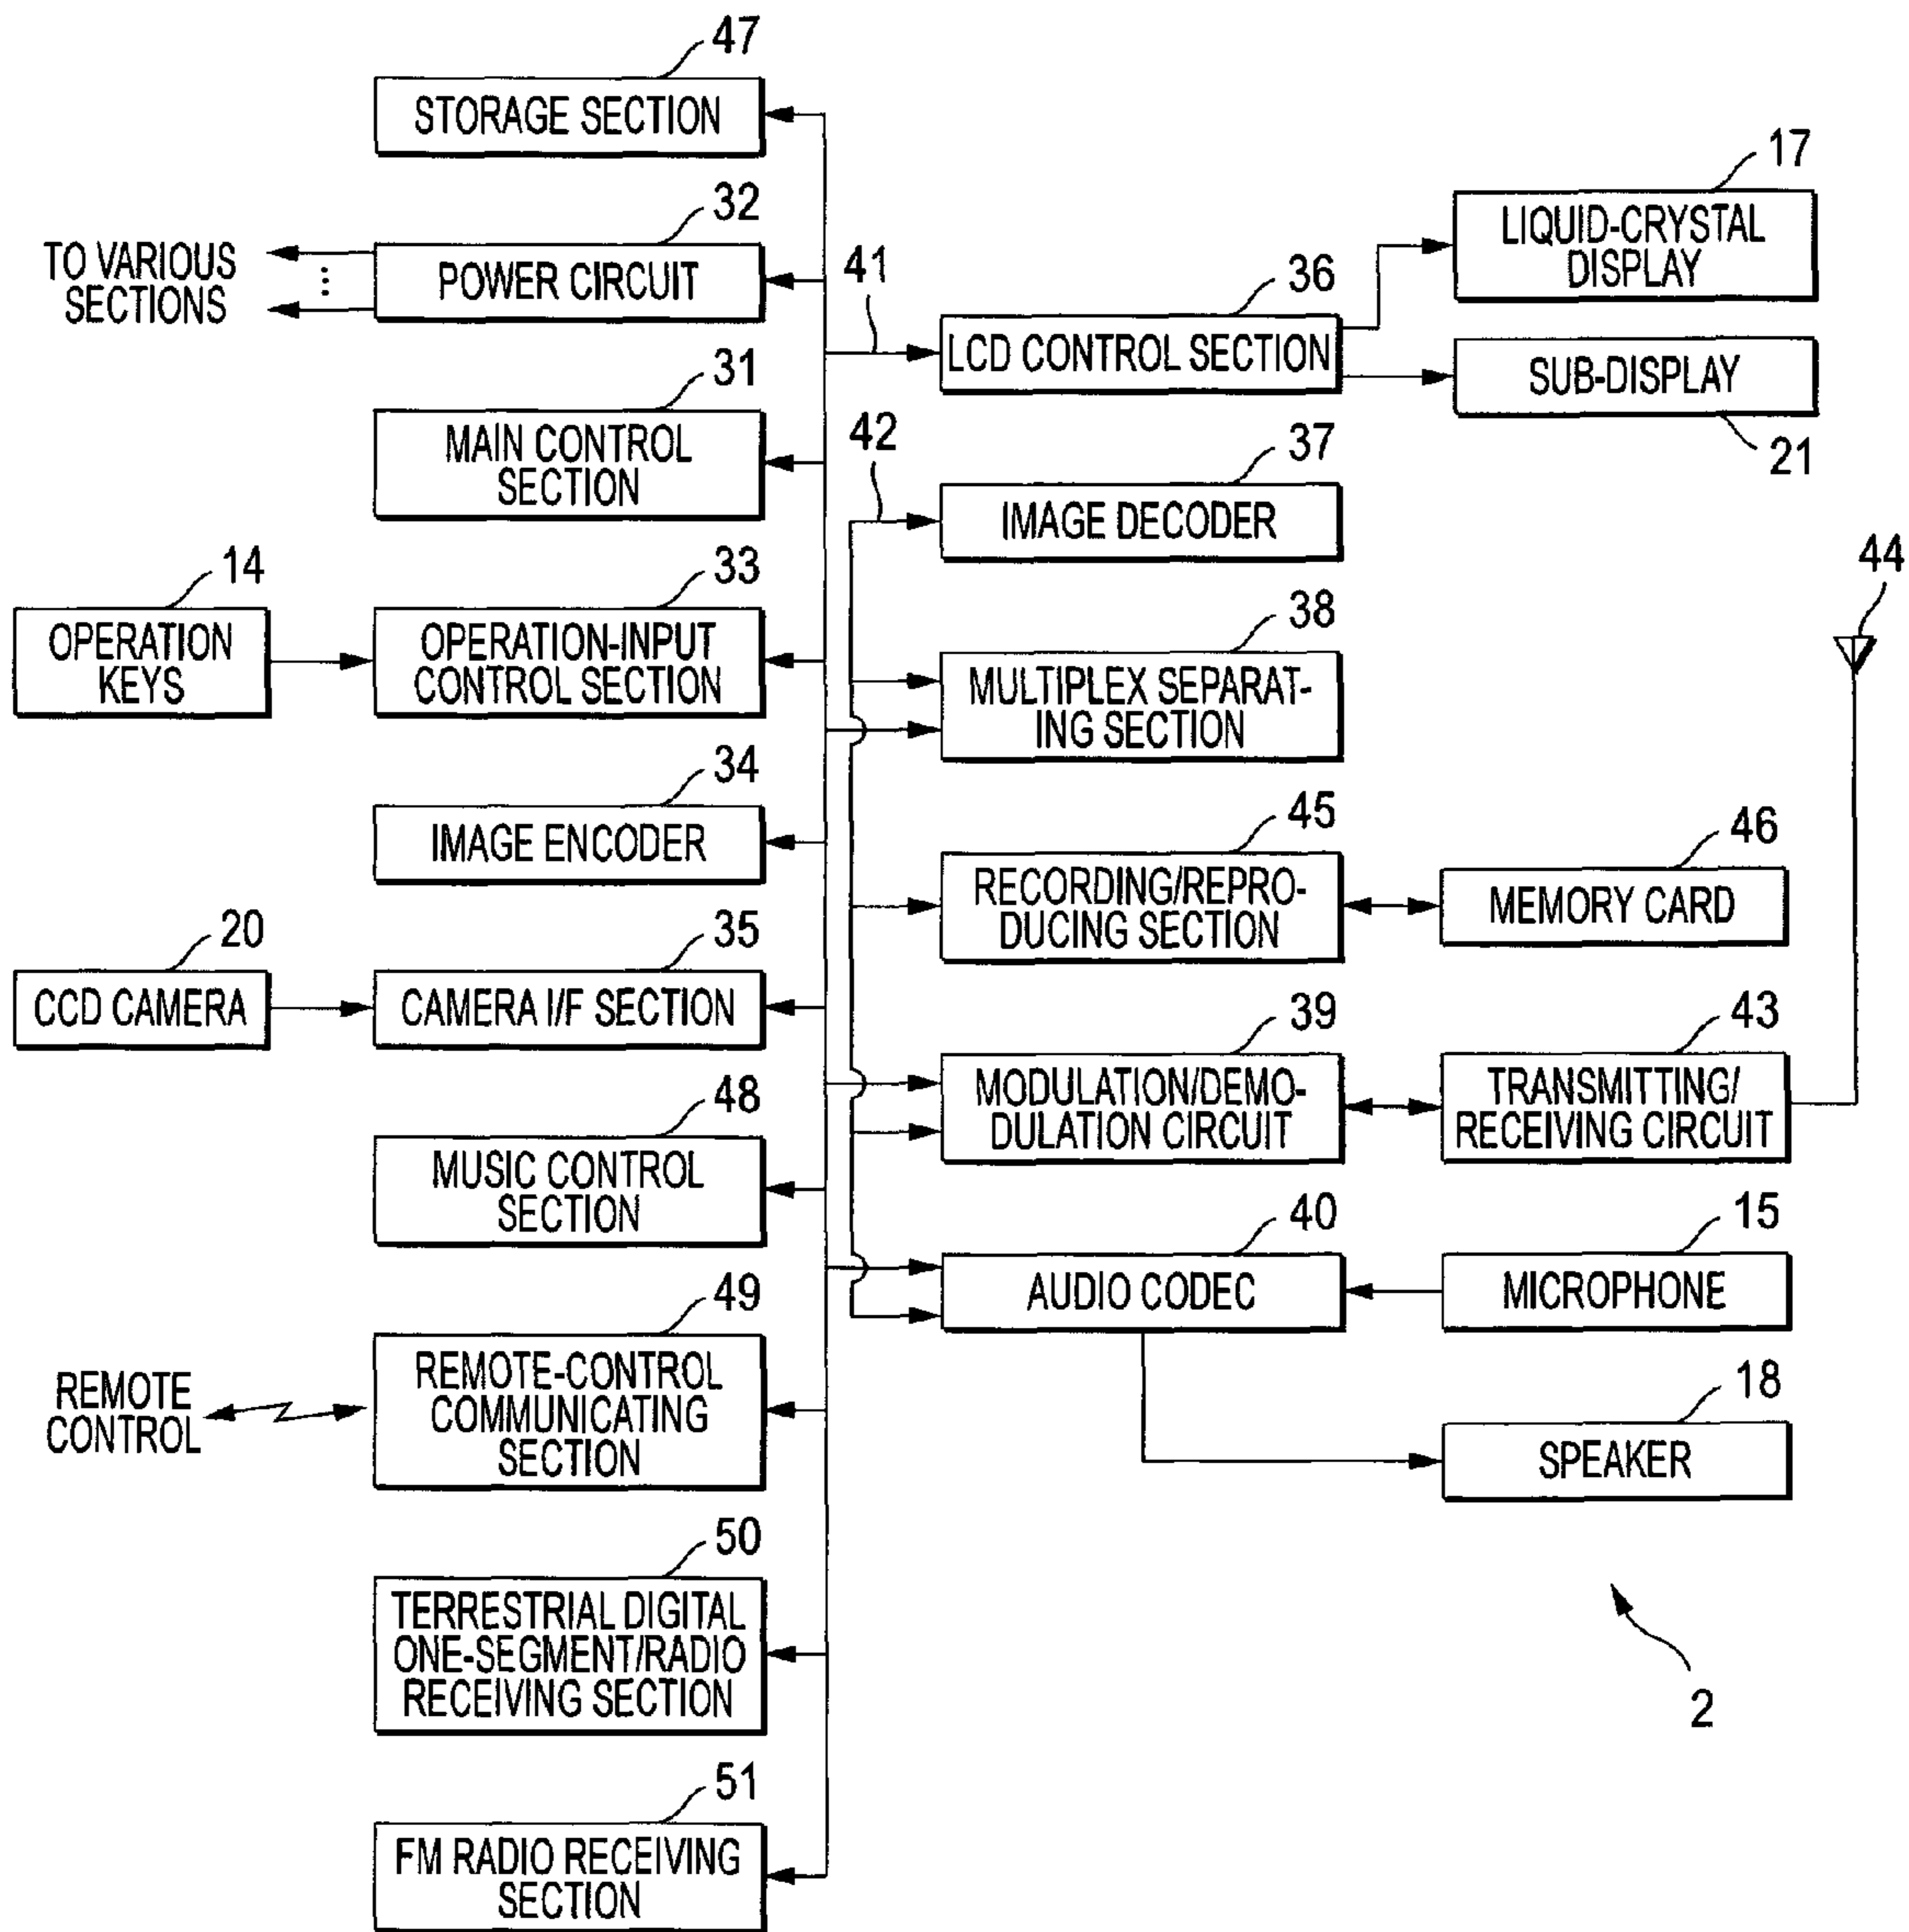 47
STORAGE SECTION
32
TO VARIOUS
SECTIONS
POWER CIRCUIT
31
MAIN CONTROL
SECTION
14
OPERATION
KEYS
33
OPERATION-INPUT
CONTROL SECTION
34
IMAGE ENCODER
20
CCD CAMERA
35
CAMERA I/F SECTION
48
MUSIC CONTROL
SECTION
49
REMOTE
CONTROL
REMOTE-CONTROL
COMMUNICATING
SECTION
50
TERRESTRIAL DIGITAL
ONE-SEGMENT/RADIO
RECEIVING SECTION
51
FM RADIO RECEIVING
SECTION
41
42
36
LCD CONTROL SECTION
17
LIQUID-CRYSTAL
DISPLAY
SUB-DISPLAY
21
37
IMAGE DECODER
38
MULTIPLEX SEPARAT-
ING SECTION
44
45
RECORDING/REPRO-
DUCING SECTION
46
MEMORY CARD
39
MODULATION/DEMO-
DULATION CIRCUIT
43
TRANSMITTING/
RECEIVING CIRCUIT
40
AUDIO CODEC
15
MICROPHONE
18
SPEAKER
2